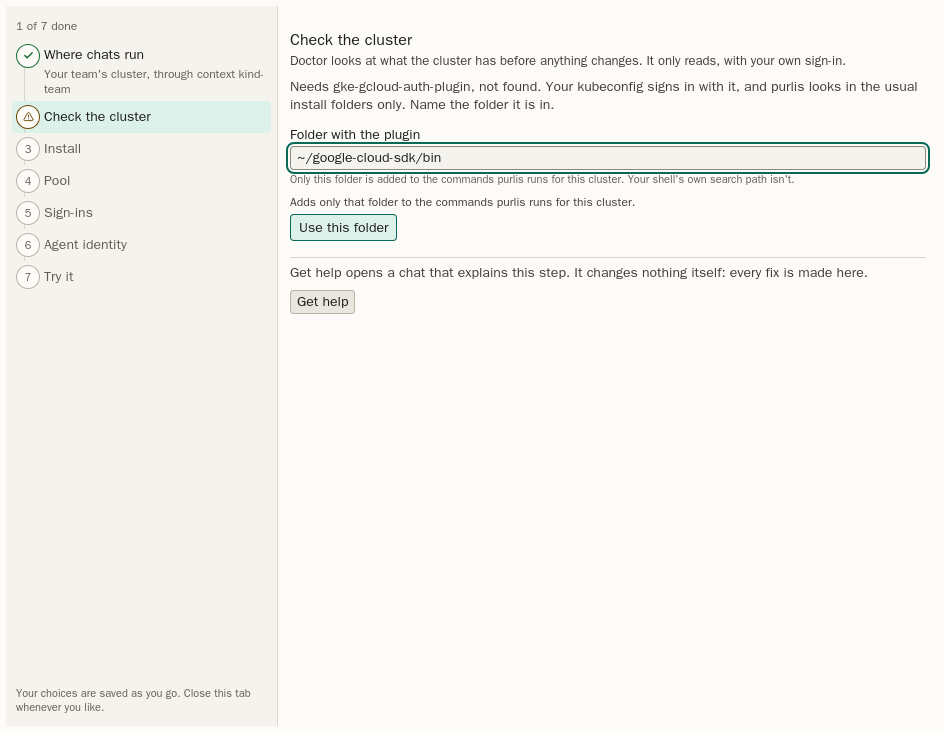 1 of 7 done
Where chats run
Your team's cluster, through context kind-
team
Check the cluster
3 Install
4 Pool
5 Sign-ins
6 Agent identity
7 Try it
Your choices are saved as you go. Close this tab
whenever you like.
Check the cluster
Doctor looks at what the cluster has before anything changes. It only reads, with your own sign-in.
Needs gke-gcloud-auth-plugin, not found. Your kubeconfig signs in with it, and purlis looks in the usual
install folders only. Name the folder it is in.
Folder with the plugin
~/google-cloud-sdk/bin
Only this folder is added to the commands purlis runs for this cluster. Your shell's own search path isn't.
Adds only that folder to the commands purlis runs for this cluster.
Use this folder
Get help opens a chat that explains this step. It changes nothing itself: every fix is made here.
Get help